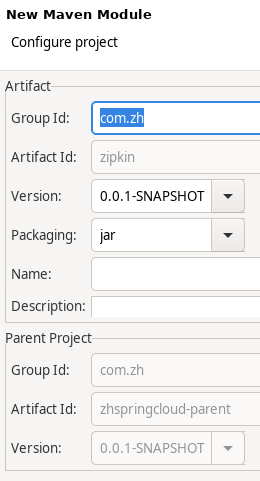 New Maven Module
Configure project
Artifact
Group Id: com.zh
Artifact Id: zipkin
Version: 0.0.1-SNAPSHOT
Packaging: jar
Name:
Description:
Parent Project
Group Id: com.zh
Artifact Id: zhspringcloud-parent
Version: 0.0.1-SNAPSHOT